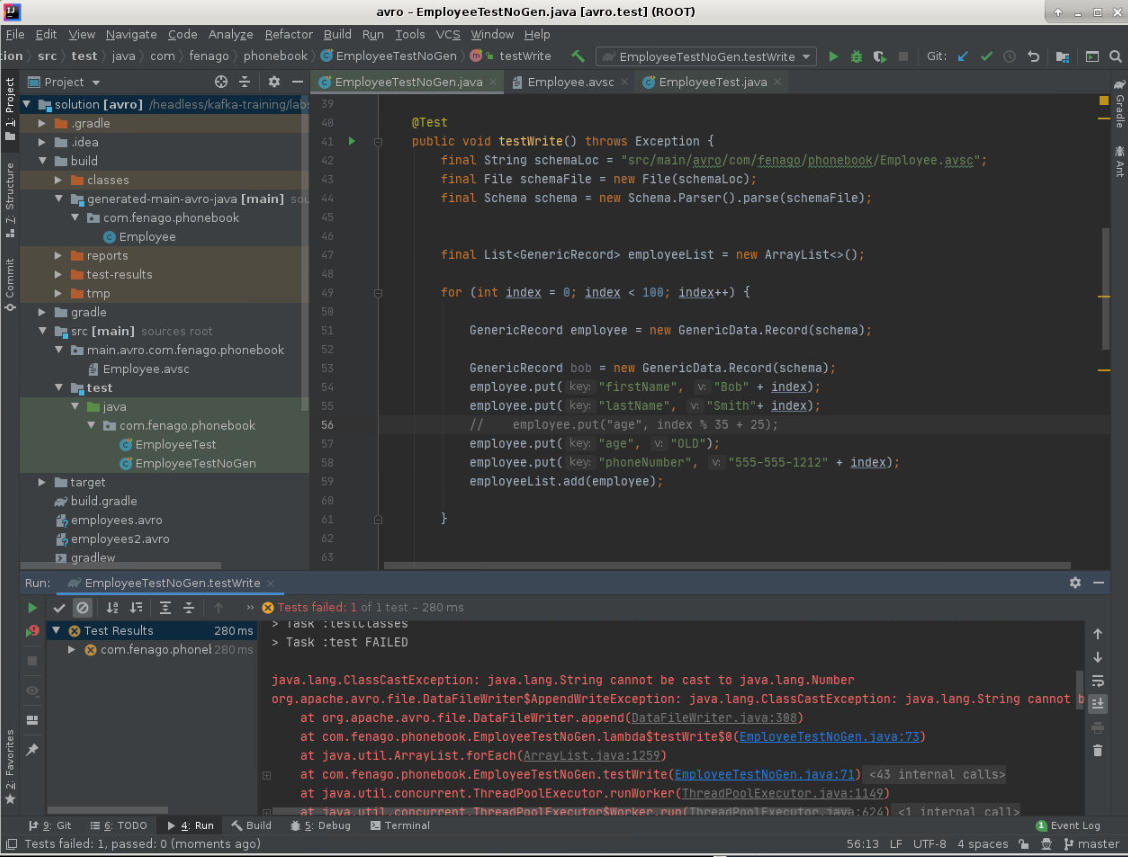 avro – EmployeeTestNoGen.java [avro.test] (ROOT)
File Edit View Navigate Code Analyze Refactor Build Run Tools VCS Window Help
tion src test java com fenago phonebook EmployeeTestNoGen testWrite EmployeeTestNoGen.testWrite Git:
Project EmployeeTestNoGen.java Employee.avsc EmployeeTest.java
1: Project
7: Structure
Commit
2: Favorites
Gradle
Ant
solution [avro] /headless/kafka-training/labs
.gradle
.idea
build
classes
generated-main-avro-java [main] sou
com.fenago.phonebook
Employee
reports
test-results
tmp
gradle
src [main] sources root
main.avro.com.fenago.phonebook
Employee.avsc
test
java
com.fenago.phonebook
EmployeeTest
EmployeeTestNoGen
target
build.gradle
employees.avro
employees2.avro
gradlew
39
40 @Test
41 public void testWrite() throws Exception {
42 final String schemaLoc = "src/main/avro/com/fenago/phonebook/Employee.avsc";
43 final File schemaFile = new File(schemaLoc);
44 final Schema schema = new Schema.Parser().parse(schemaFile);
45
46
47 final List<GenericRecord> employeeList = new ArrayList<>();
48
49 for (int index = 0; index < 100; index++) {
50
51 GenericRecord employee = new GenericData.Record(schema);
52
53 GenericRecord bob = new GenericData.Record(schema);
54 employee.put( key: "firstName", v: "Bob" + index);
55 employee.put( key: "lastName", v: "Smith"+ index);
56 // employee.put("age", index % 35 + 25);
57 employee.put( key: "age", v: "OLD");
58 employee.put( key: "phoneNumber", v: "555-555-1212" + index);
59 employeeList.add(employee);
60
61 }
62
63
Run: EmployeeTestNoGen.testWrite
Tests failed: 1 of 1 test – 280 ms
Test Results 280 ms
com.fenago.phonel 280 ms
> Task :testClasses
> Task :test FAILED
java.lang.ClassCastException: java.lang.String cannot be cast to java.lang.Number
org.apache.avro.file.DataFileWriter$AppendWriteException: java.lang.ClassCastException: java.lang.String cannot b
at org.apache.avro.file.DataFileWriter.append(DataFileWriter.java:308)
at com.fenago.phonebook.EmployeeTestNoGen.lambda$testWrite$0(EmployeeTestNoGen.java:73)
at java.util.ArrayList.forEach(ArrayList.java:1259)
at com.fenago.phonebook.EmployeeTestNoGen.testWrite(EmployeeTestNoGen.java:71) <43 internal calls>
at java.util.concurrent.ThreadPoolExecutor.runWorker(ThreadPoolExecutor.java:1149)
at java.util.concurrent.ThreadPoolExecutor$Worker.run(ThreadPoolExecutor.java:624) <1 internal call>
9: Git 6: TODO 4: Run Build 5: Debug Terminal 1 Event Log
Tests failed: 1, passed: 0 (moments ago) 56:13 LF UTF-8 4 spaces master